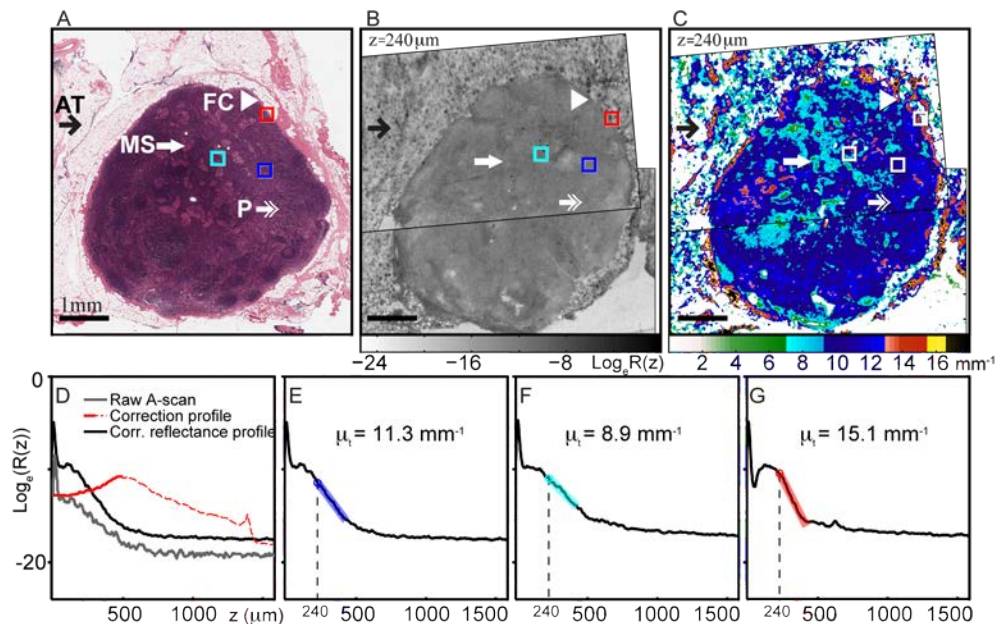 A
B
C
z=240μm
z=240μm
AT
FC
MS
P
1mm
−24 −16 −8 LogₑR(z)
2 4 6 8 10 12 14 16 mm⁻¹
D
E
F
G
Raw A-scan
Correction profile
Corr. reflectance profile
μₜ = 11.3 mm⁻¹
μₜ = 8.9 mm⁻¹
μₜ = 15.1 mm⁻¹
Logₑ(R(z))
0
-20
500 z (μm) 1500
240 500 1000 1500
240 500 1000 1500
240 500 1000 1500